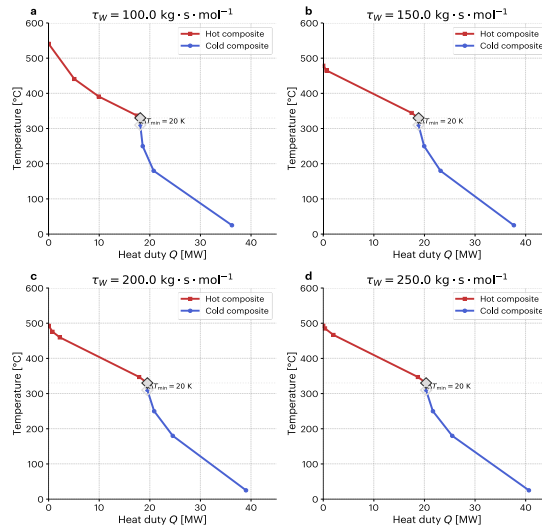 a
τ_W = 100.0 kg · s · mol⁻¹
Temperature [°C]
600
500
400
300
200
100
0
Hot composite
Cold composite
T_min = 20 K
0
10
20
30
40
Heat duty Q [MW]
b
τ_W = 150.0 kg · s · mol⁻¹
Temperature [°C]
600
500
400
300
200
100
0
Hot composite
Cold composite
T_min = 20 K
0
10
20
30
40
Heat duty Q [MW]
c
τ_W = 200.0 kg · s · mol⁻¹
Temperature [°C]
600
500
400
300
200
100
0
Hot composite
Cold composite
T_min = 20 K
0
10
20
30
40
Heat duty Q [MW]
d
τ_W = 250.0 kg · s · mol⁻¹
Temperature [°C]
600
500
400
300
200
100
0
Hot composite
Cold composite
T_min = 20 K
0
10
20
30
40
Heat duty Q [MW]